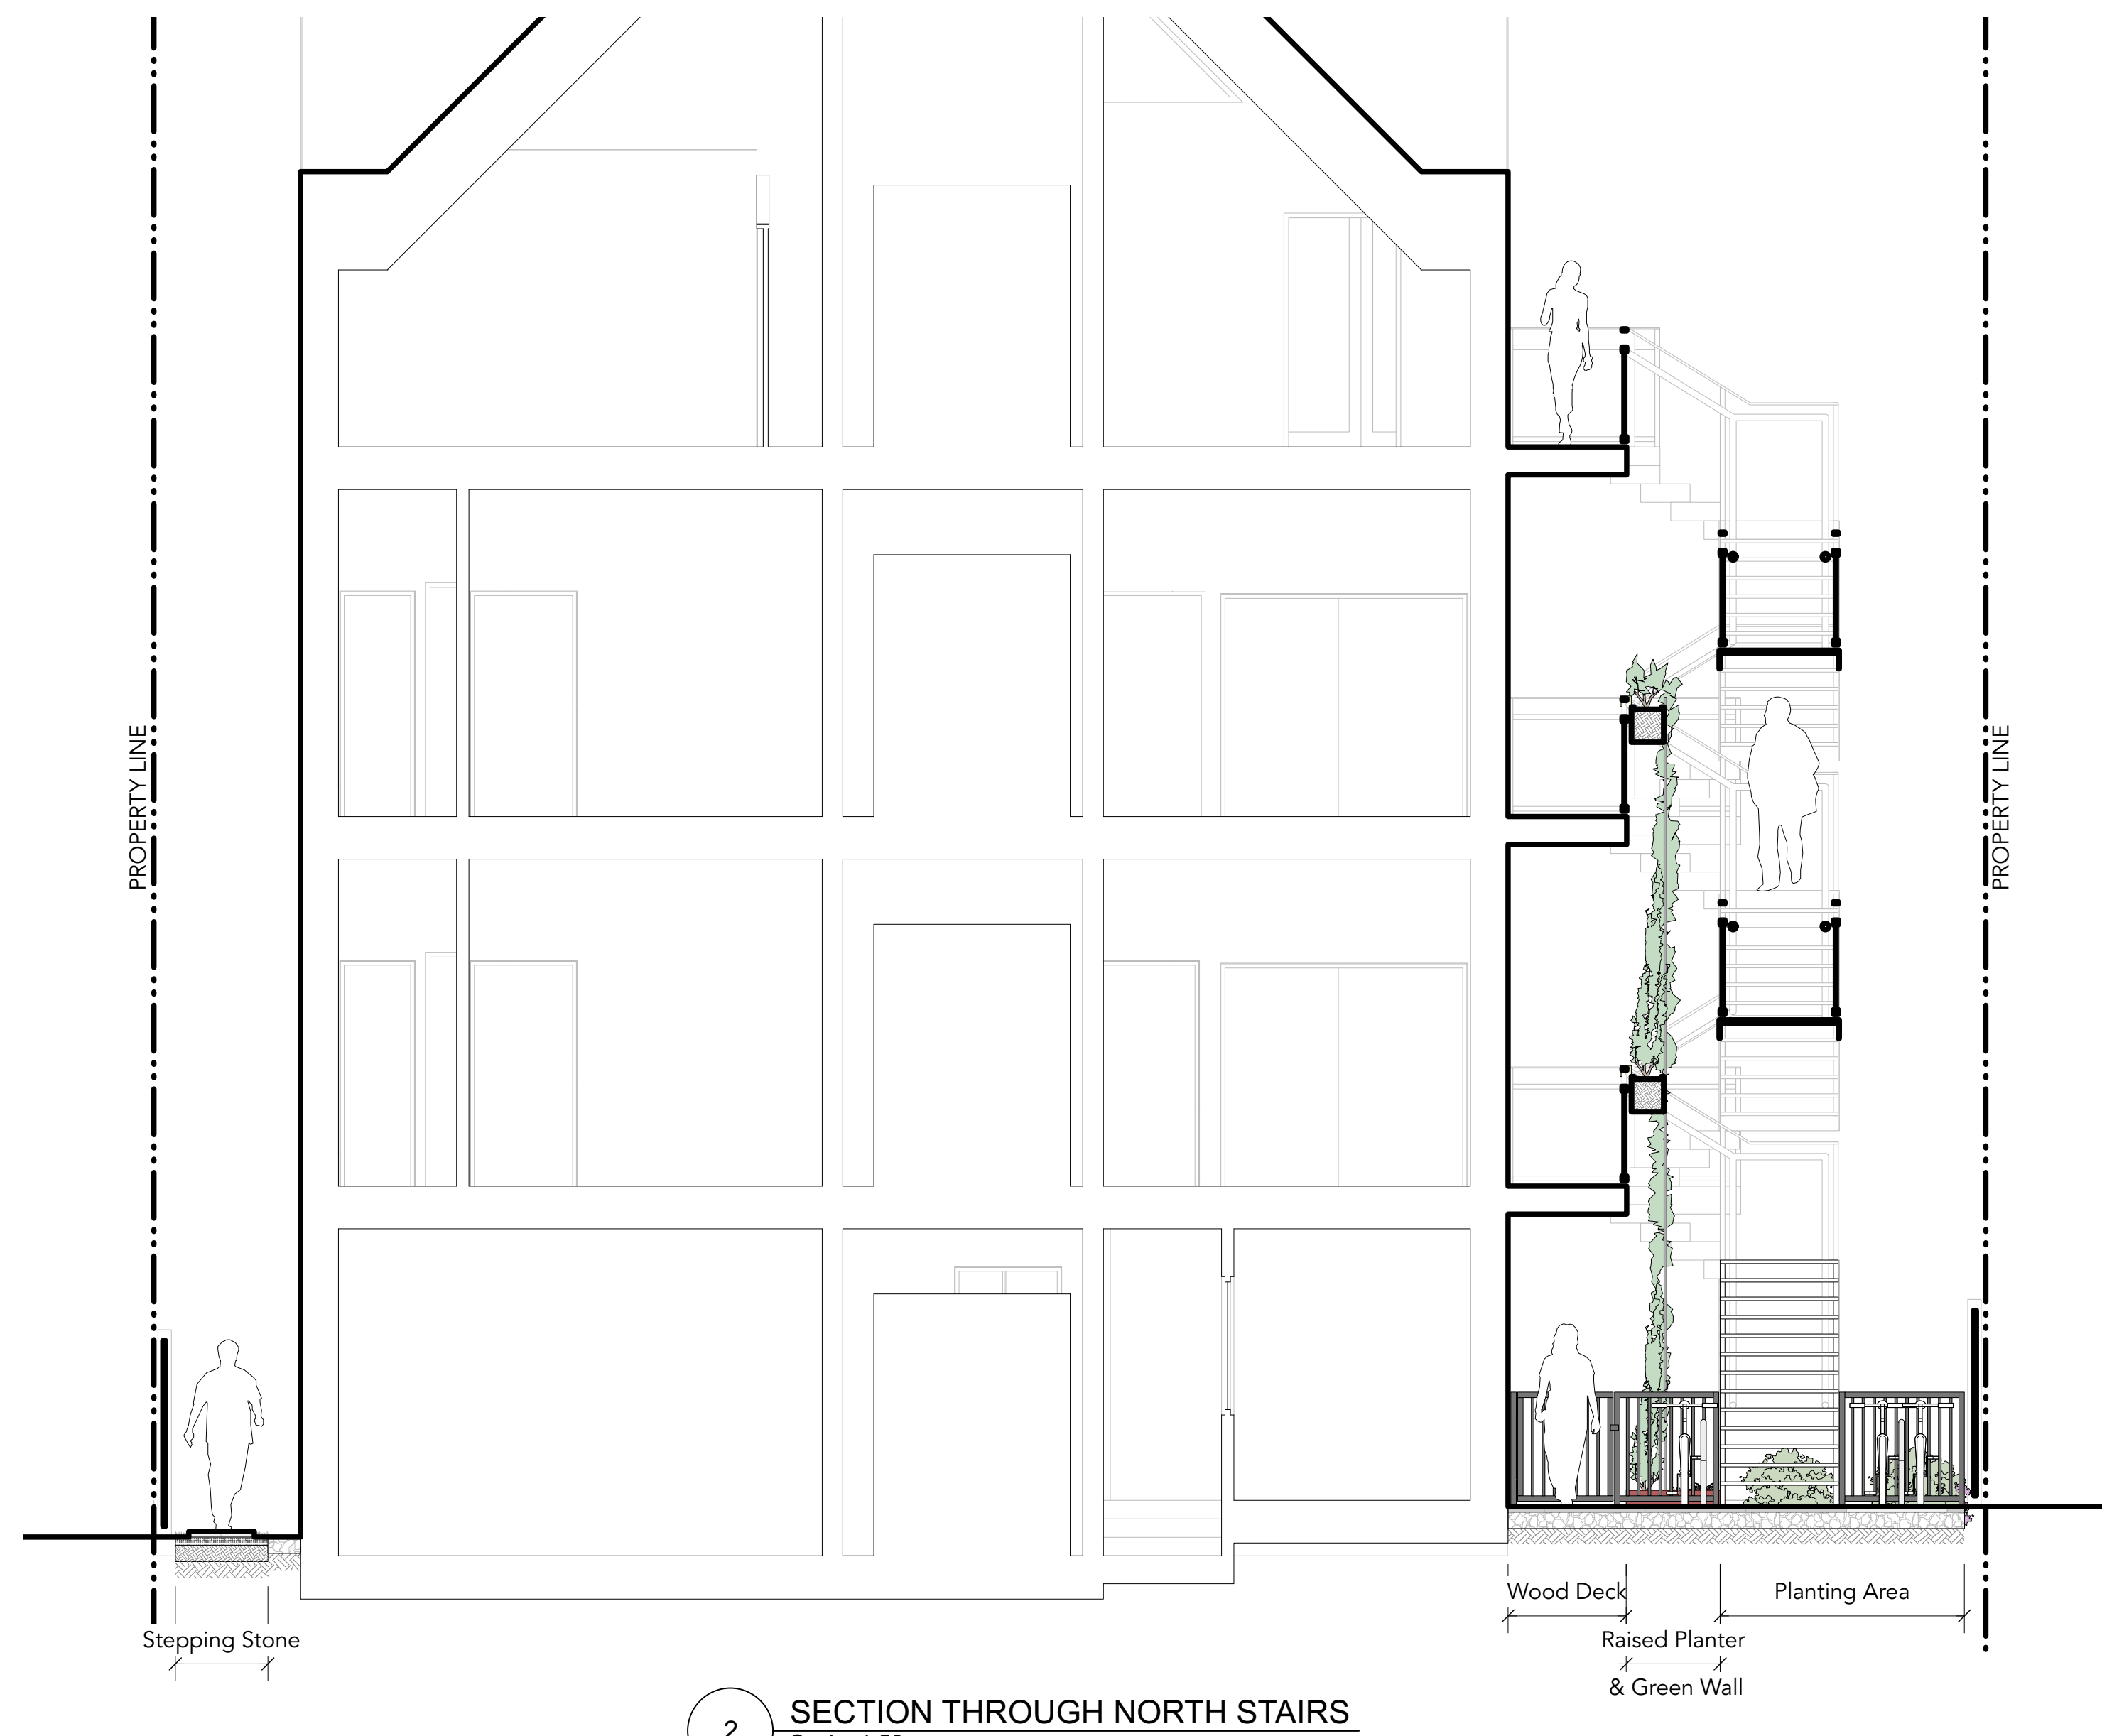 PROPERTY LINE
PROPERTY LINE
Wood Deck
Planting Area
Stepping Stone
Raised Planter
& Green Wall
2
SECTION THROUGH NORTH STAIRS